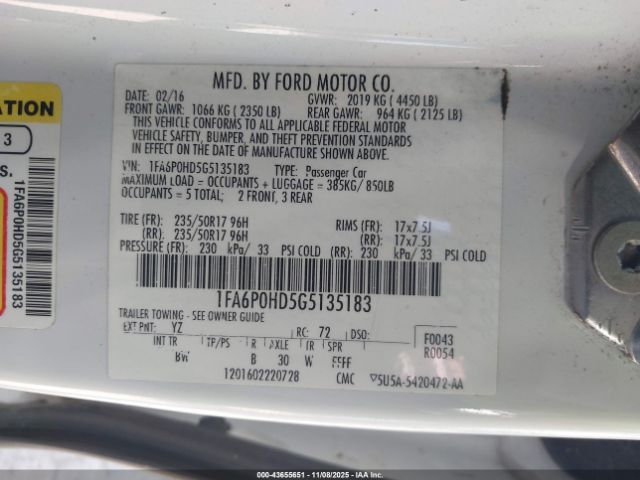 MFD. BY FORD MOTOR CO.
DATE: 02/16 GVWR: 2019 KG ( 4450 LB)
FRONT GAWR: 1066 KG ( 2350 LB) REAR GAWR: 964 KG ( 2125 LB)
THIS VEHICLE CONFORMS TO ALL APPLICABLE FEDERAL MOTOR
VEHICLE SAFETY, BUMPER, AND THEFT PREVENTION STANDARDS
IN EFFECT ON THE DATE OF MANUFACTURE SHOWN ABOVE.
VIN: 1FA6P0HD5G5135183 TYPE: Passenger Car
MAXIMUM LOAD = OCCUPANTS + LUGGAGE = 385KG/ 850LB
OCCUPANTS = 5 TOTAL; 2 FRONT, 3 REAR
TIRE (FR): 235/50R17 96H RIMS (FR): 17x7.5J
(RR): 235/50R17 96H (RR): 17x7.5J
PRESSURE (FR): 230 kPa/ 33 PSI COLD (RR): 230 kPa/ 33 PSI COLD
1FA6P0HD5G5135183
TRAILER TOWING - SEE OWNER GUIDE
EXT PNT: YZ RC: 72 DSO: F0043
INT TR TP/PS R AXLE TR SPR R0054
BW B 30 W FFFF
1201602220728 CMC ▽5U5A-5420472-AA
ATION
3
S.
1FA6P0HD5G5135183
000-43655651 - 11/08/2025 - IAAI.COM